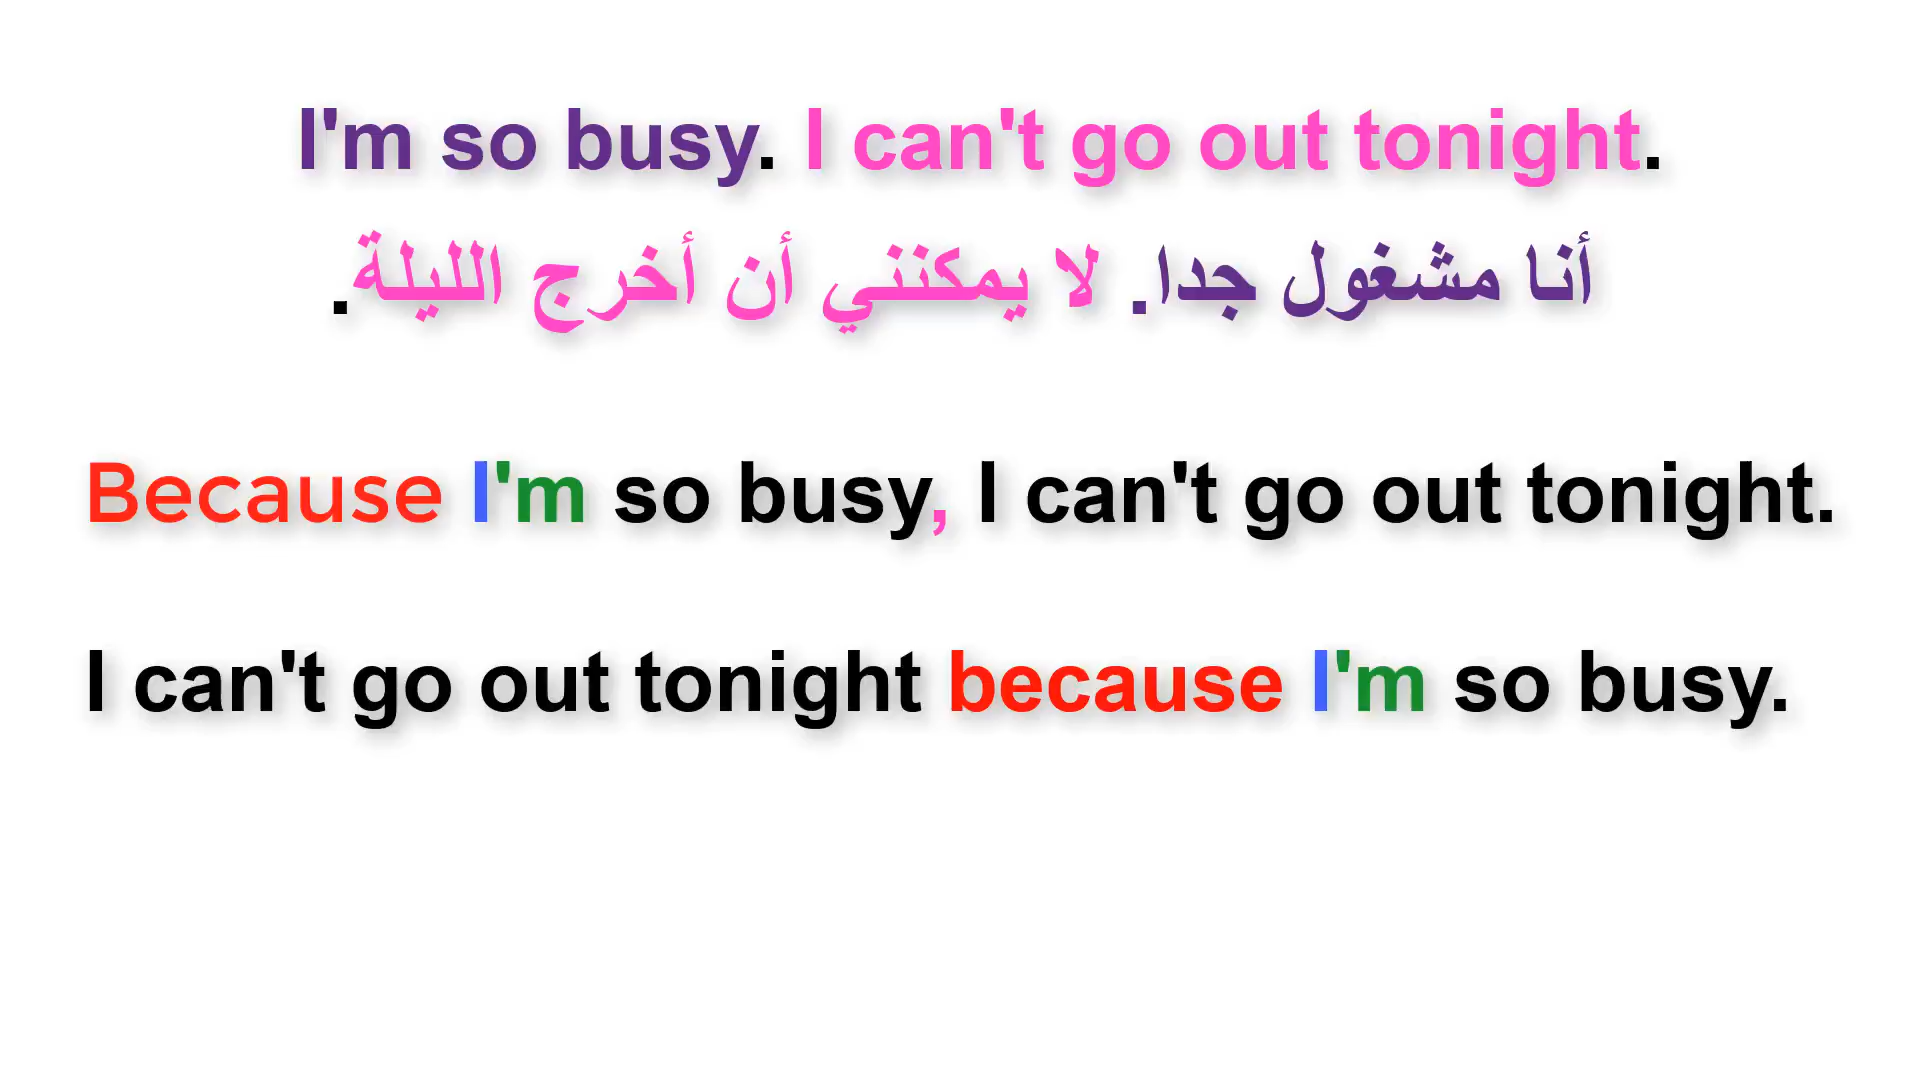 I'm so busy. I can't go out tonight.
أنا مشغول جدا. لا يمكنني أن أخرج الليلة.
Because I'm so busy, I can't go out tonight.
I can't go out tonight because I'm so busy.